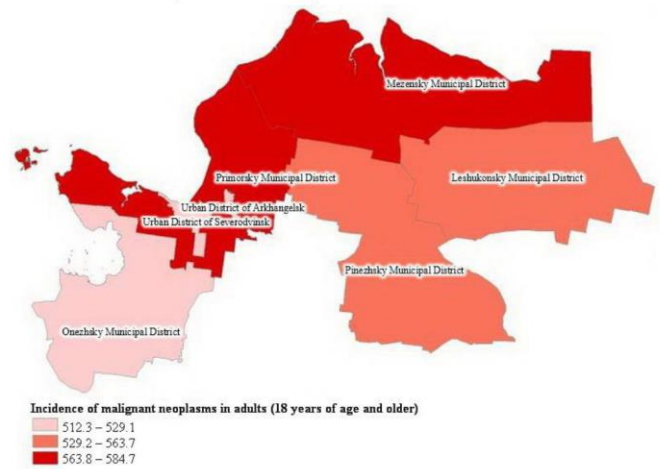 Mezensky Municipal District
Primorsky Municipal District
Leshukonsky Municipal District
Urban District of Arkhangelsk
Urban District of Severodvinsk
Pinezhsky Municipal District
Onezhsky Municipal District
Incidence of malignant neoplasms in adults (18 years of age and older)
512.3 – 529.1
529.2 – 563.7
563.8 – 584.7